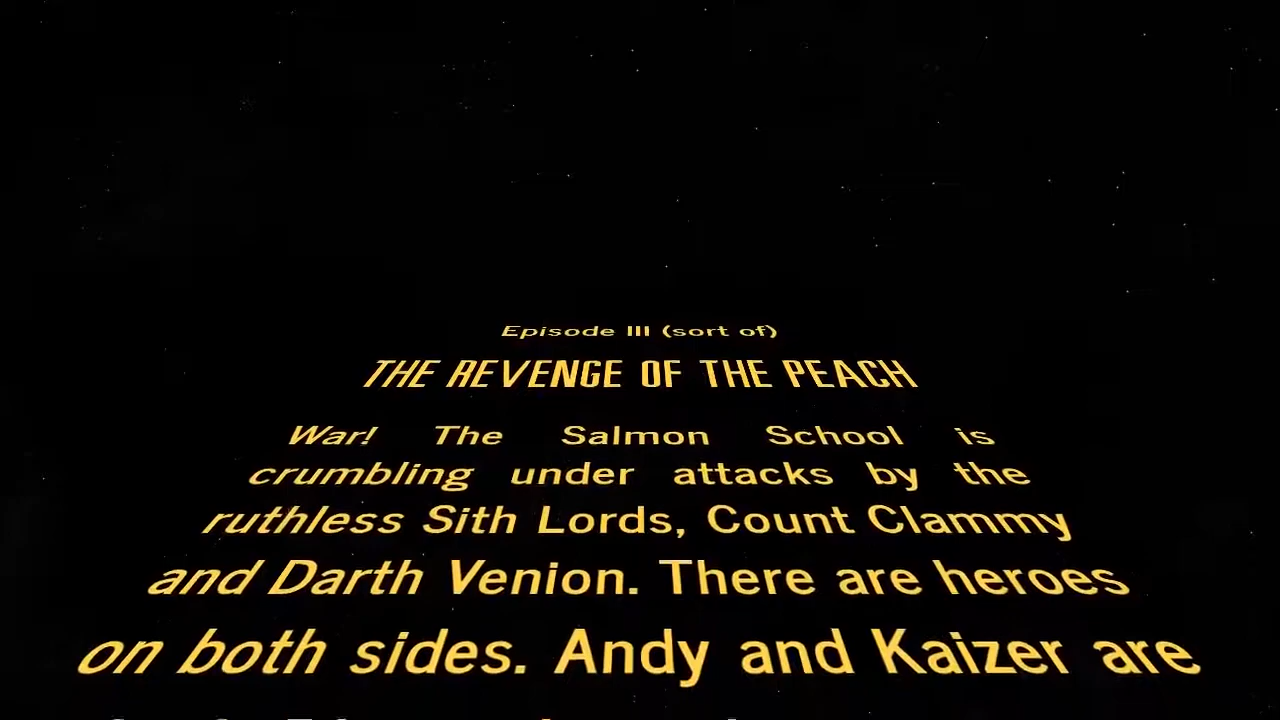 Episode III (sort of)
THE REVENGE OF THE PEACH
War! The Salmon School is
crumbling under attacks by the
ruthless Sith Lords, Count Clammy
and Darth Venion. There are heroes
on both sides. Andy and Kaizer are